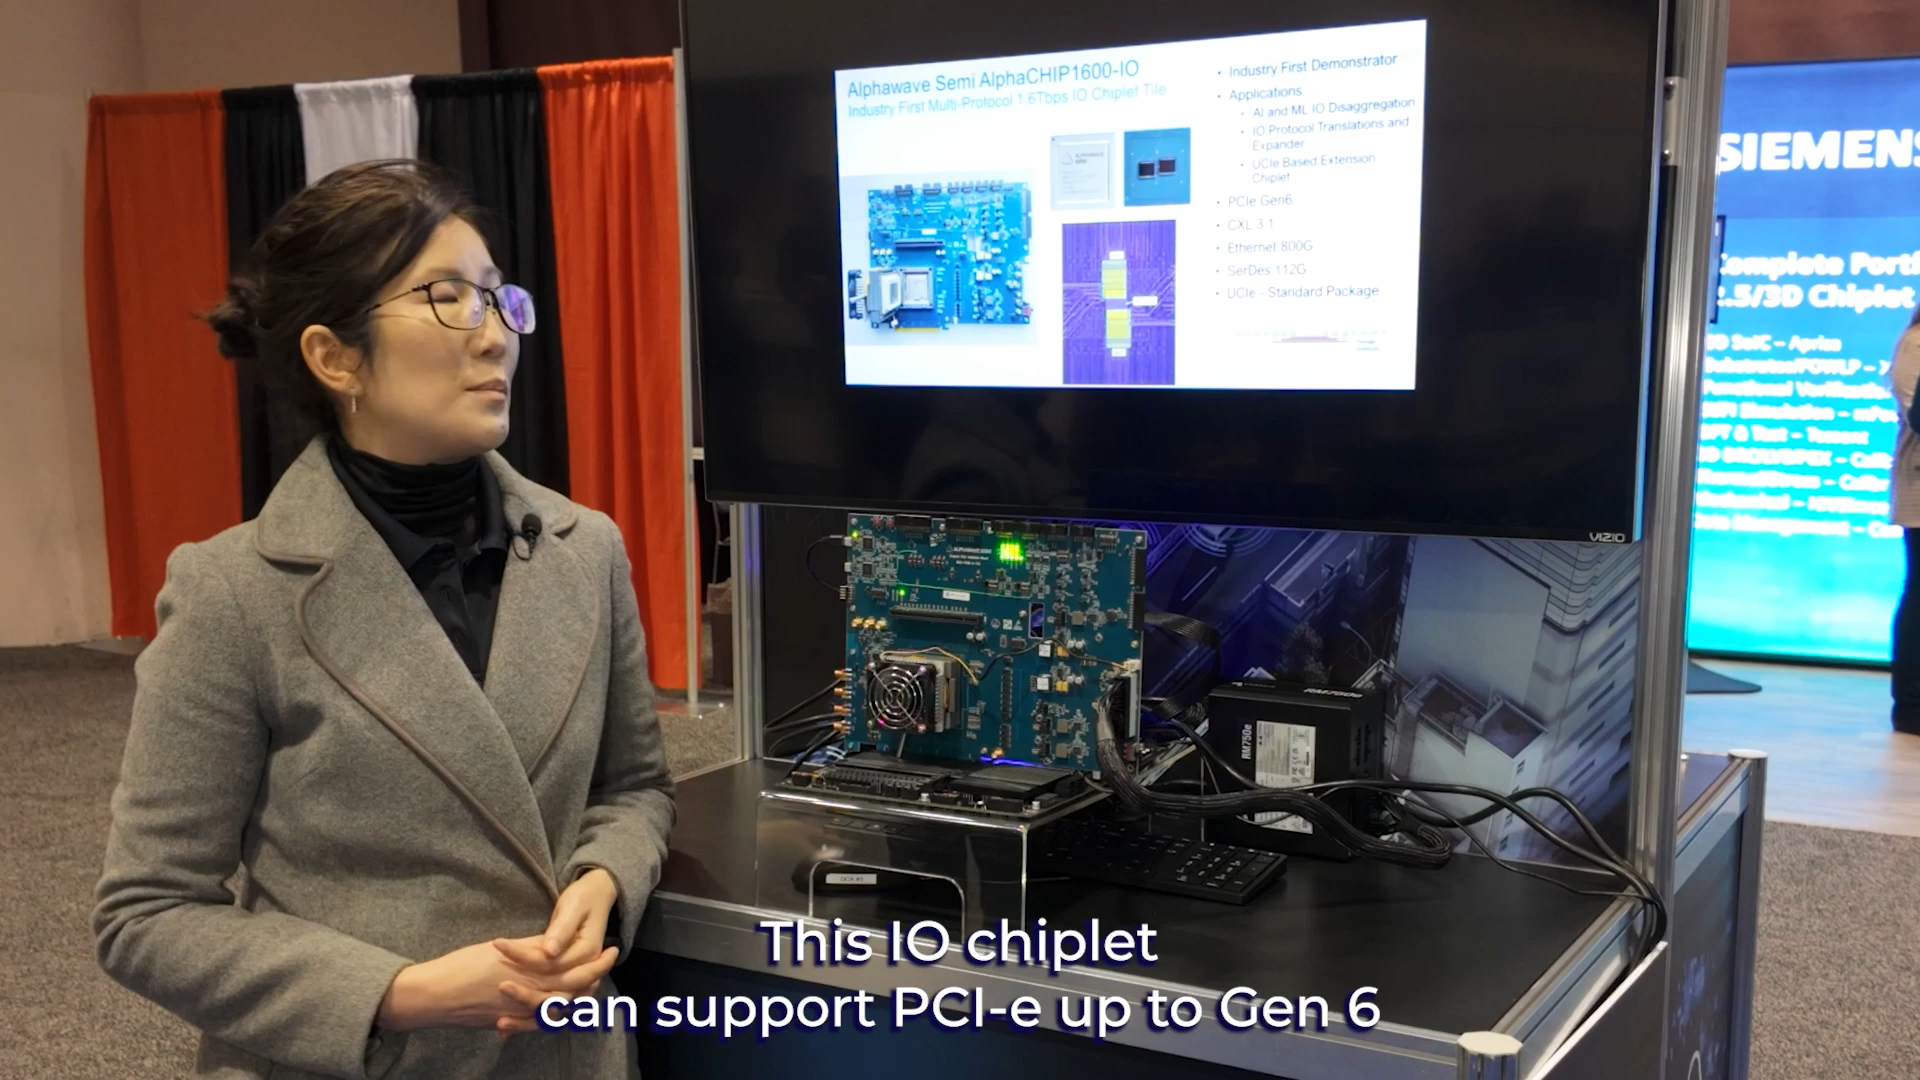 Alphawave Semi AlphaCHIP1600-IO
Industry First Multi-Protocol 1.6Tbps IO Chiplet Tile
• Industry First Demonstrator
• Applications
• AI and ML IO Disaggregation
• IO Protocol Translations and
Expander
• UCIe Based Extension
Chiplet
• PCIe Gen6
• CXL 3.1
• Ethernet 800G
• SerDes 112G
• UCIe - Standard Package
SIEMENS
Complete Portf
2.5/3D Chiplet
VIZIO
RM750e
RM750e
This IO chiplet
can support PCI-e up to Gen 6